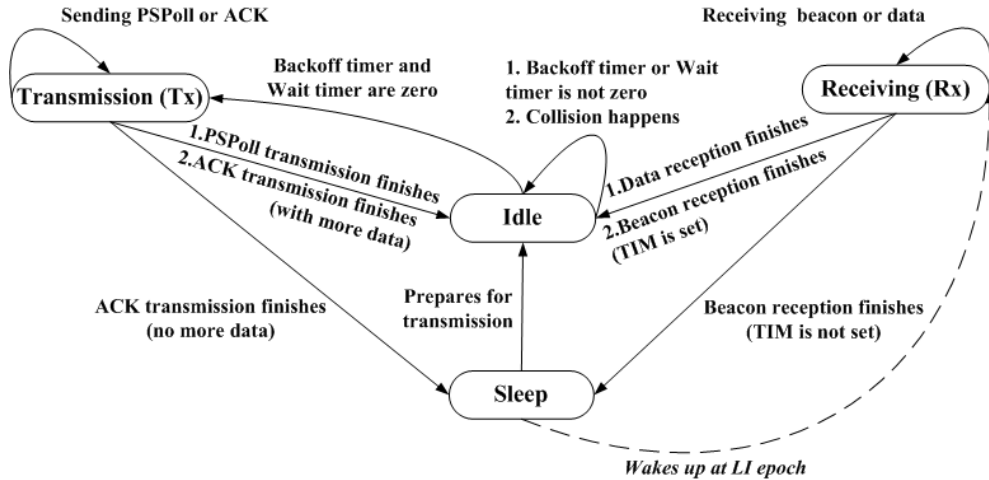 Sending PSPoll or ACK
Receiving beacon or data
Transmission (Tx)
Backoff timer and
Wait timer are zero
1. Backoff timer or Wait
timer is not zero
2. Collision happens
Receiving (Rx)
1.PSPoll transmission finishes
2.ACK transmission finishes
(with more data)
1.Data reception finishes
2.Beacon reception finishes
(TIM is set)
Idle
ACK transmission finishes
(no more data)
Prepares for
transmission
Beacon reception finishes
(TIM is not set)
Sleep
Wakes up at LI epoch